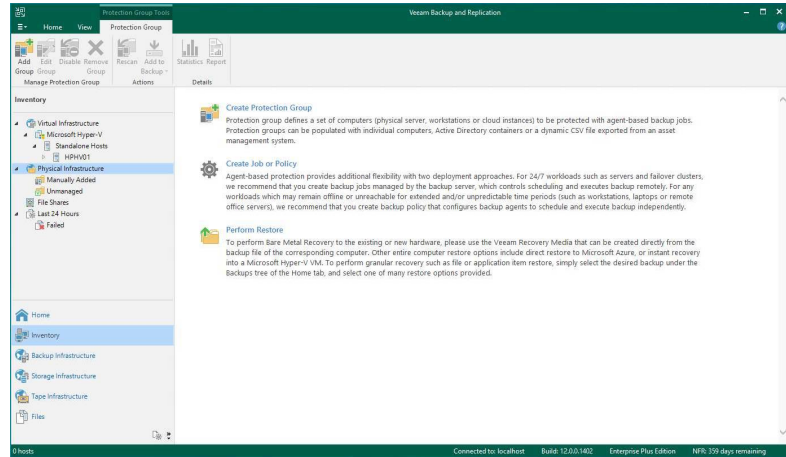 Protection Group Tools
Veeam Backup and Replication
Home View Protection Group
Add Group
Edit Group
Disable
Remove Group
Rescan
Add to Backup
Statistics
Report
Manage Protection Group
Actions
Details
Inventory
Virtual Infrastructure
Microsoft Hyper-V
Standalone Hosts
HPHV01
Physical Infrastructure
Manually Added
Unmanaged
File Shares
Last 24 Hours
Failed
Create Protection Group
Protection group defines a set of computers (physical server, workstations or cloud instances) to be protected with agent-based backup jobs.
Protection groups can be populated with individual computers, Active Directory containers or a dynamic CSV file exported from an asset
management system.
Create Job or Policy
Agent-based protection provides additional flexibility with two deployment approaches. For 24/7 workloads such as servers and failover clusters,
we recommend that you create backup jobs managed by the backup server, which controls scheduling and executes backup remotely. For any
workloads which may remain offline or unreachable for extended and/or unpredictable time periods (such as workstations, laptops or remote
office servers), we recommend that you create backup policy that configures backup agents to schedule and execute backup independently.
Perform Restore
To perform Bare Metal Recovery to the existing or new hardware, please use the Veeam Recovery Media that can be created directly from the
backup file of the corresponding computer. Other entire computer restore options include direct restore to Microsoft Azure, or instant recovery
into a Microsoft Hyper-V VM. To perform granular recovery such as file or application item restore, simply select the desired backup under the
Backups tree of the Home tab, and select one of many restore options provided.
Home
Inventory
Backup Infrastructure
Storage Infrastructure
Tape Infrastructure
Files
0 hosts
Connected to: localhost Build: 12.0.0.1402 Enterprise Plus Edition NFR: 359 days remaining